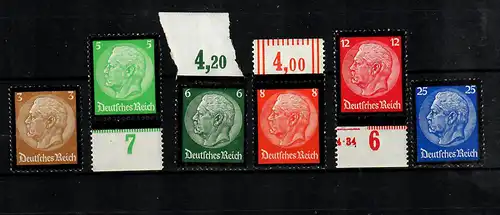 3 3
Deutsches Reich
5 5
Deutsches Reich
7
4,20
6 6
Deutsches Reich
4,00
8 8
Deutsches Reich
12 12
Deutsches Reich
6
25 25
Deutsches Reich